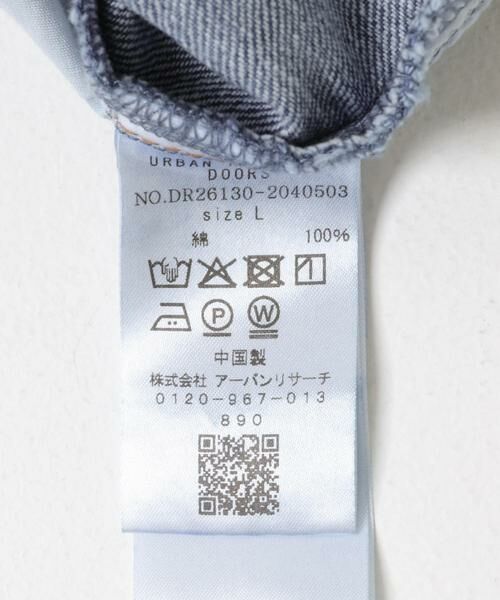 URBAN
DOORS
NO.DR26130-2040503
size L
綿 100%
P W
中国製
株式会社 アーバンリサーチ
0120-967-013
890